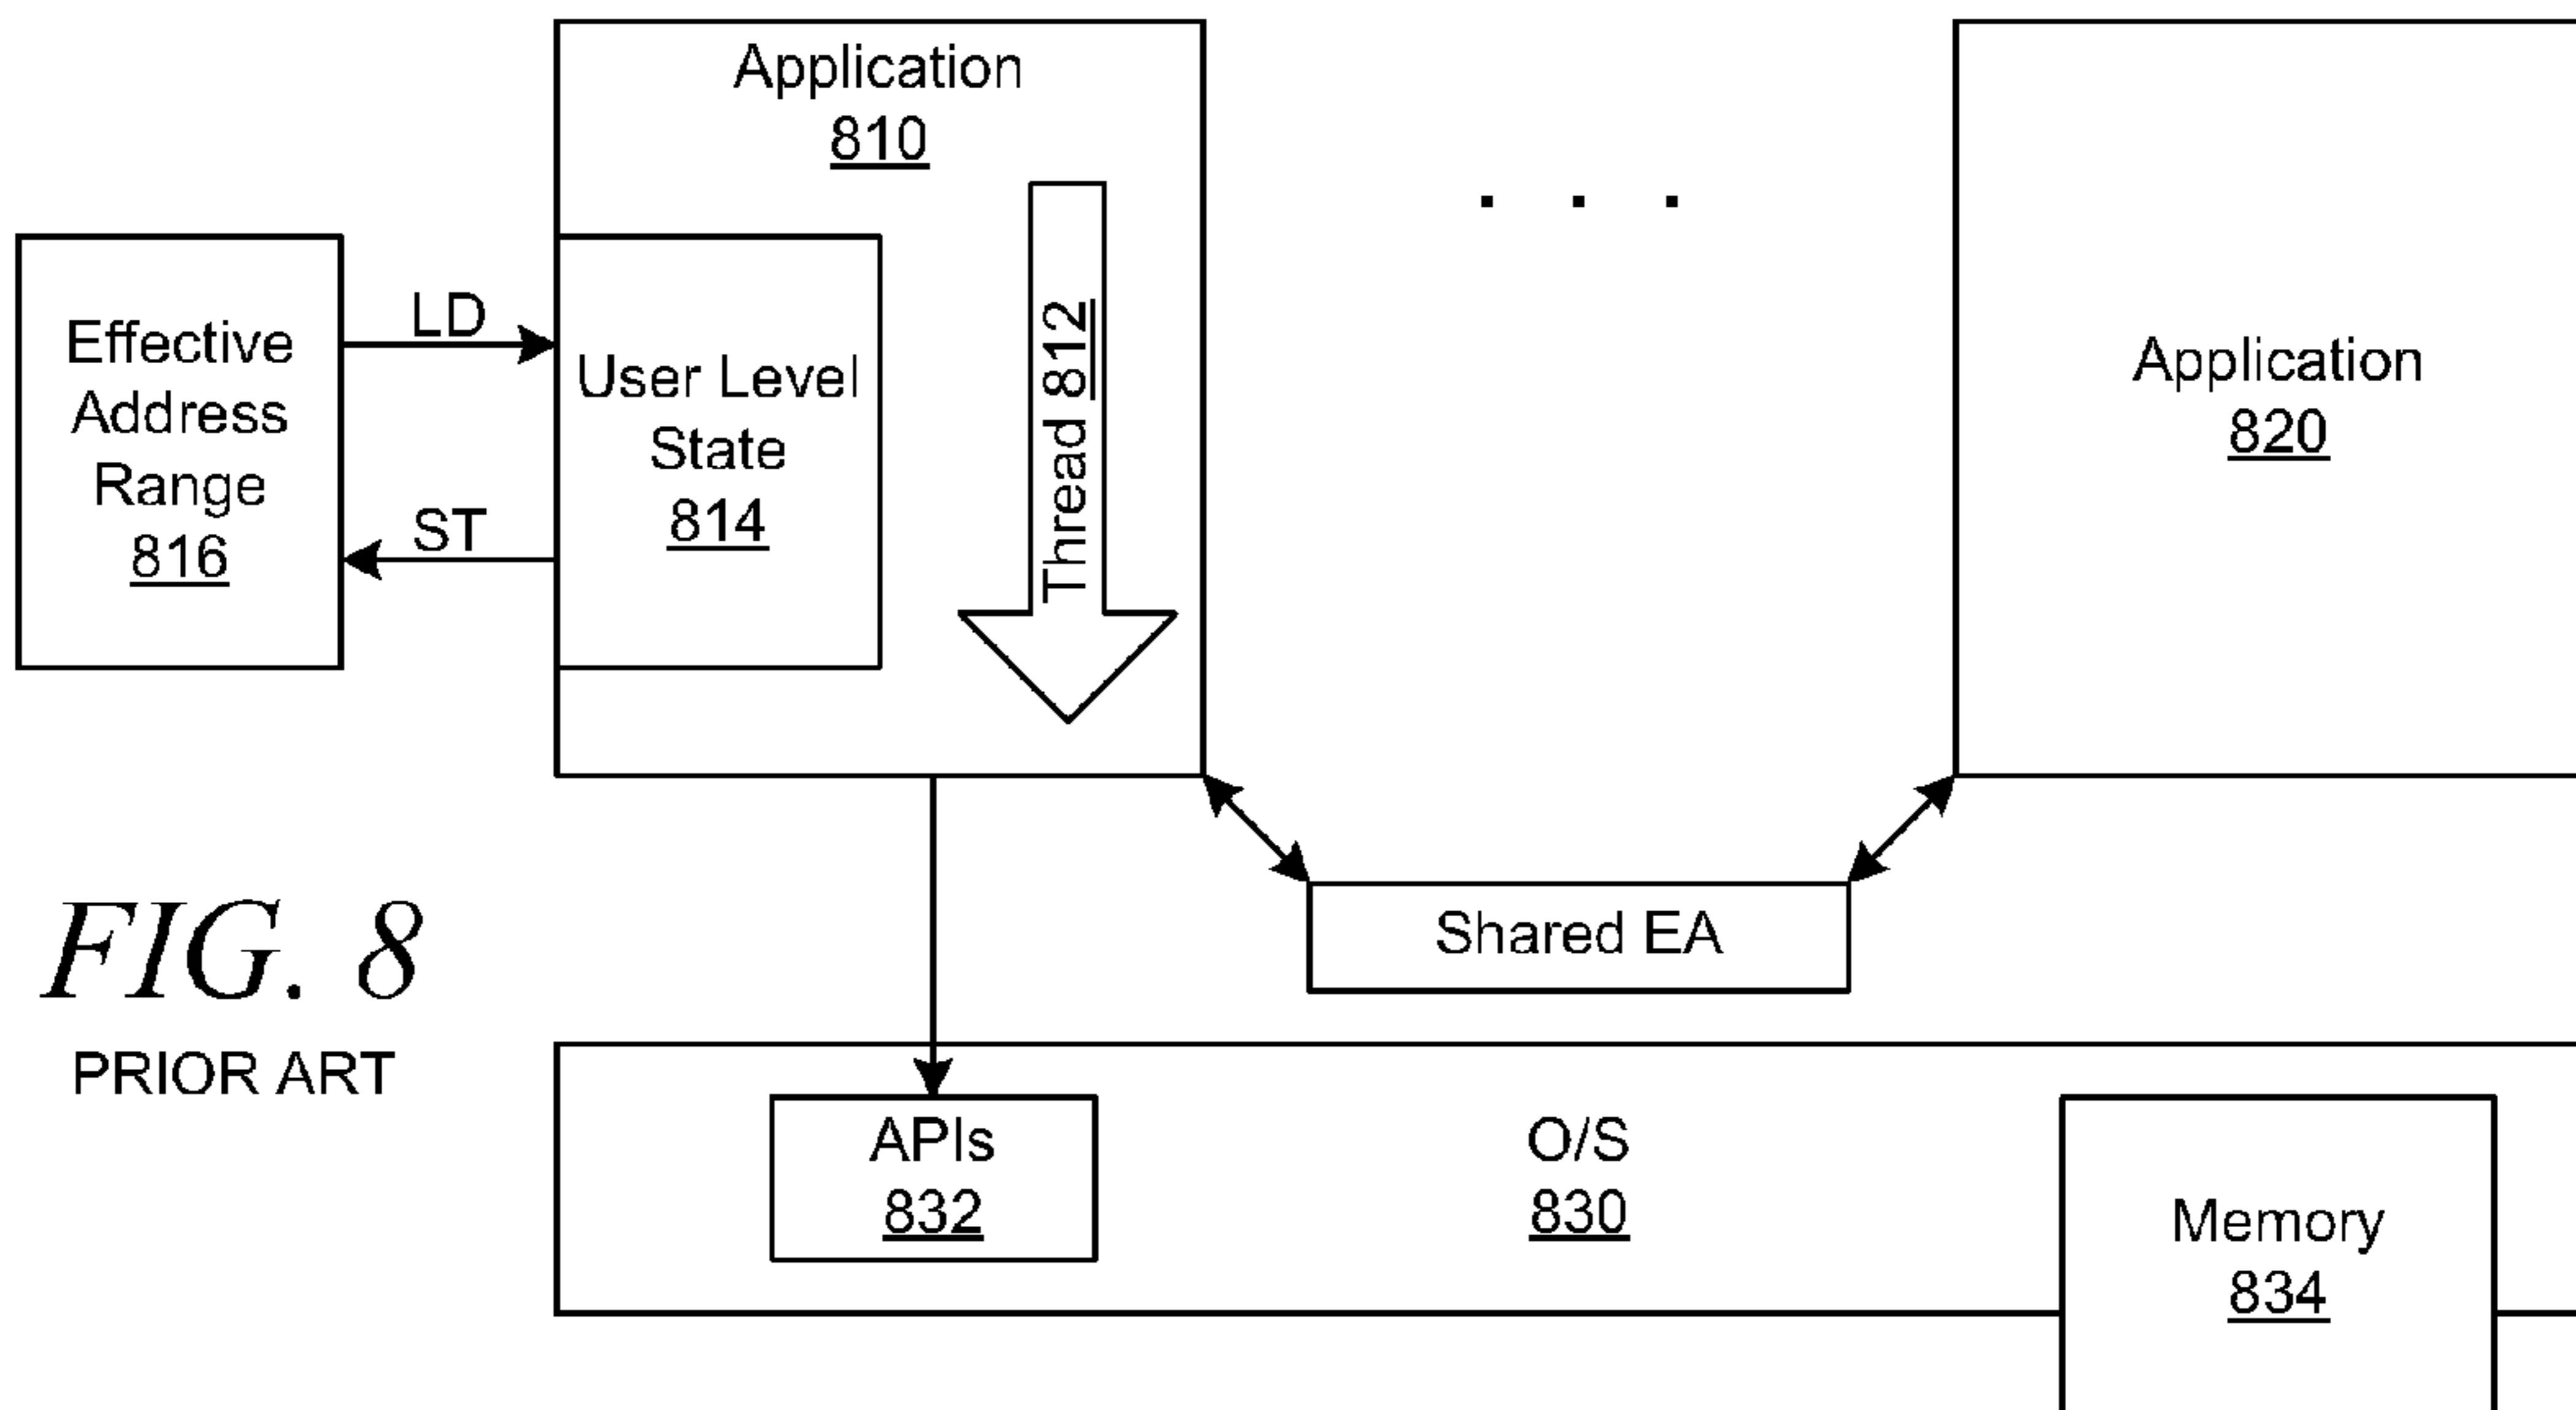 Application
810
Effective
Address
Range
816
LD
ST
User Level
State
814
Thread 812
. . .
Application
820
Shared EA
FIG. 8
PRIOR ART
APIs
832
O/S
830
Memory
834